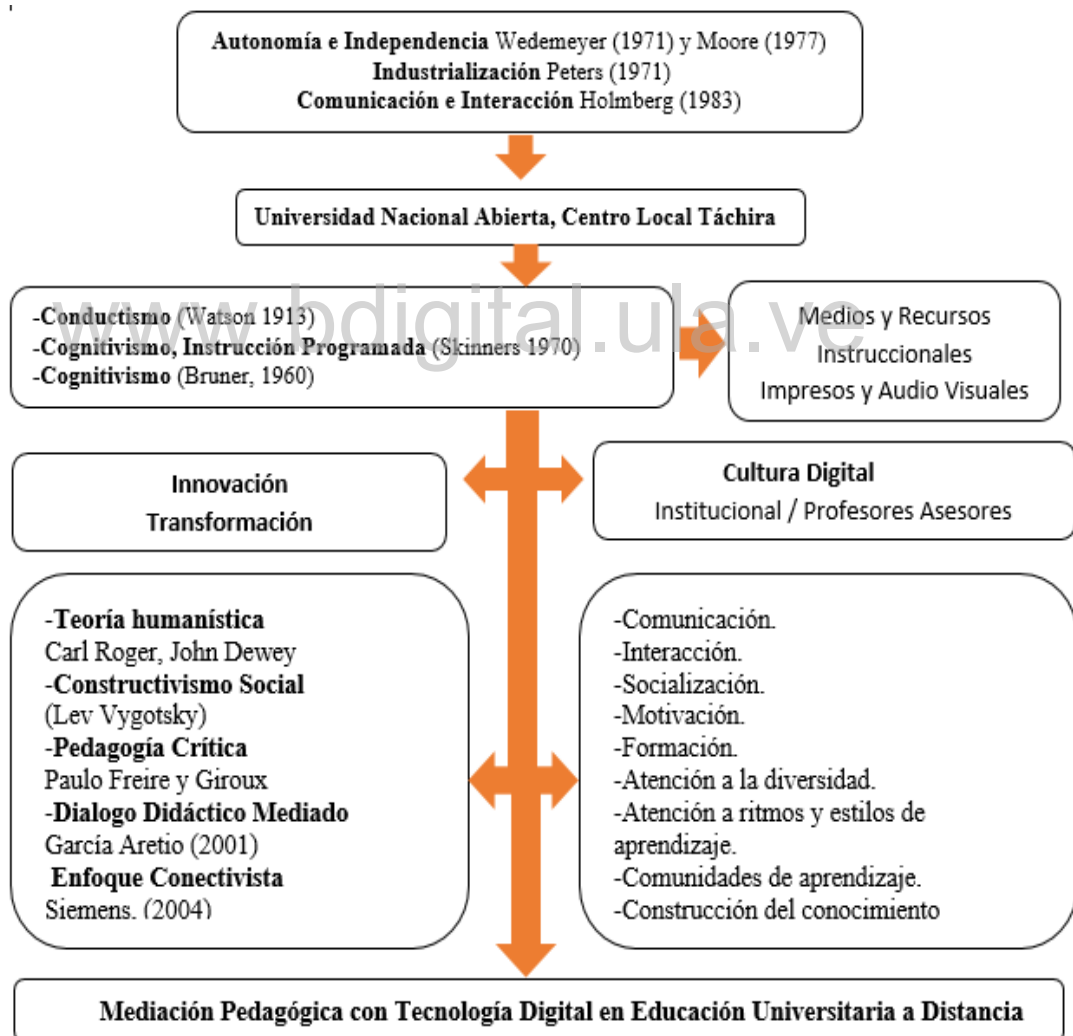 Autonomía e Independencia Wedemeyer (1971) y Moore (1977)
Industrialización Peters (1971)
Comunicación e Interacción Holmberg (1983)
Universidad Nacional Abierta, Centro Local Táchira
-Conductismo (Watson 1913)
-Cognitivismo, Instrucción Programada (Skinners 1970)
-Cognitivismo (Bruner, 1960)
Medios y Recursos
Instruccionales
Impresos y Audio Visuales
www.bdigital.ula.ve
Innovación
Transformación
Cultura Digital
Institucional / Profesores Asesores
-Teoría humanística
Carl Roger, John Dewey
-Constructivismo Social
(Lev Vygotsky)
-Pedagogía Crítica
Paulo Freire y Giroux
-Dialogo Didáctico Mediado
García Aretio (2001)
Enfoque Conectivista
Siemens. (2004)
-Comunicación.
-Interacción.
-Socialización.
-Motivación.
-Formación.
-Atención a la diversidad.
-Atención a ritmos y estilos de
aprendizaje.
-Comunidades de aprendizaje.
-Construcción del conocimiento
Mediación Pedagógica con Tecnología Digital en Educación Universitaria a Distancia